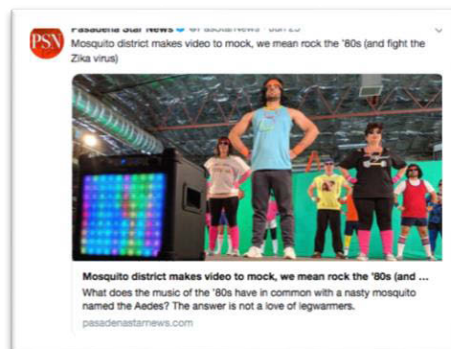 PSN
Pasadena Star News
Mosquito district makes video to mock, we mean rock the '80s (and fight the
Zika virus)
Mosquito district makes video to mock, we mean rock the '80s (and ...
What does the music of the '80s have in common with a nasty mosquito
named the Aedes? The answer is not a love of legwarmers.
pasadenastarnews.com